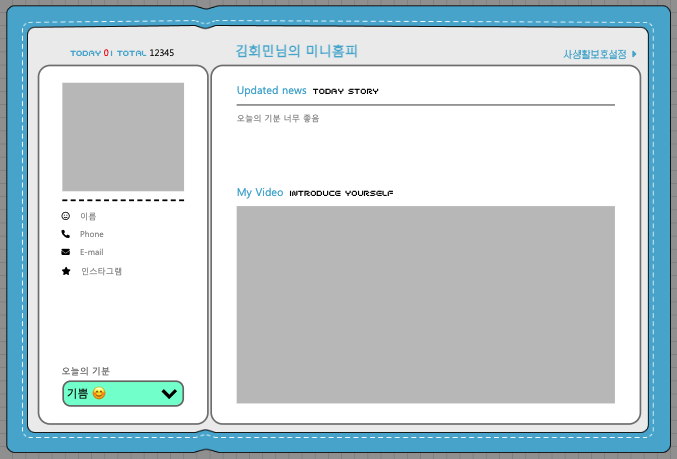 TODAY 0 | TOTAL 12345
김회민님의 미니홈피
사생활보호설정
이름
Phone
E-mail
인스타그램
오늘의 기분
기쁨 😊
Updated news TODAY STORY
오늘의 기분 너무 좋음
My Video INTRODUCE YOURSELF